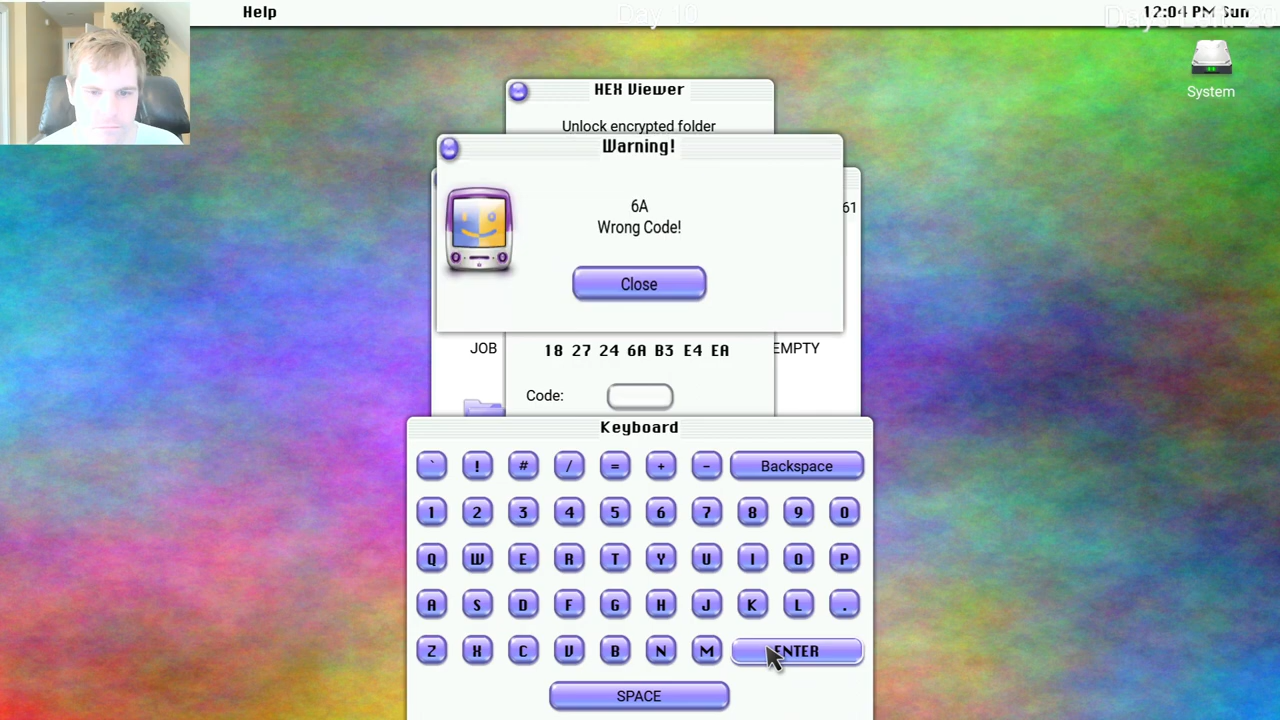 Help
Day 10
12:04 PM Sun
System
HEX Viewer
Unlock encrypted folder
Warning!
6A
Wrong Code!
61
Close
JOB
18 27 24 6A B3 E4 EA
EMPTY
Code:
Keyboard
` ! # / = + - Backspace
1 2 3 4 5 6 7 8 9 0
Q W E R T Y U I O P
A S D F G H J K L .
Z X C V B N M ENTER
SPACE